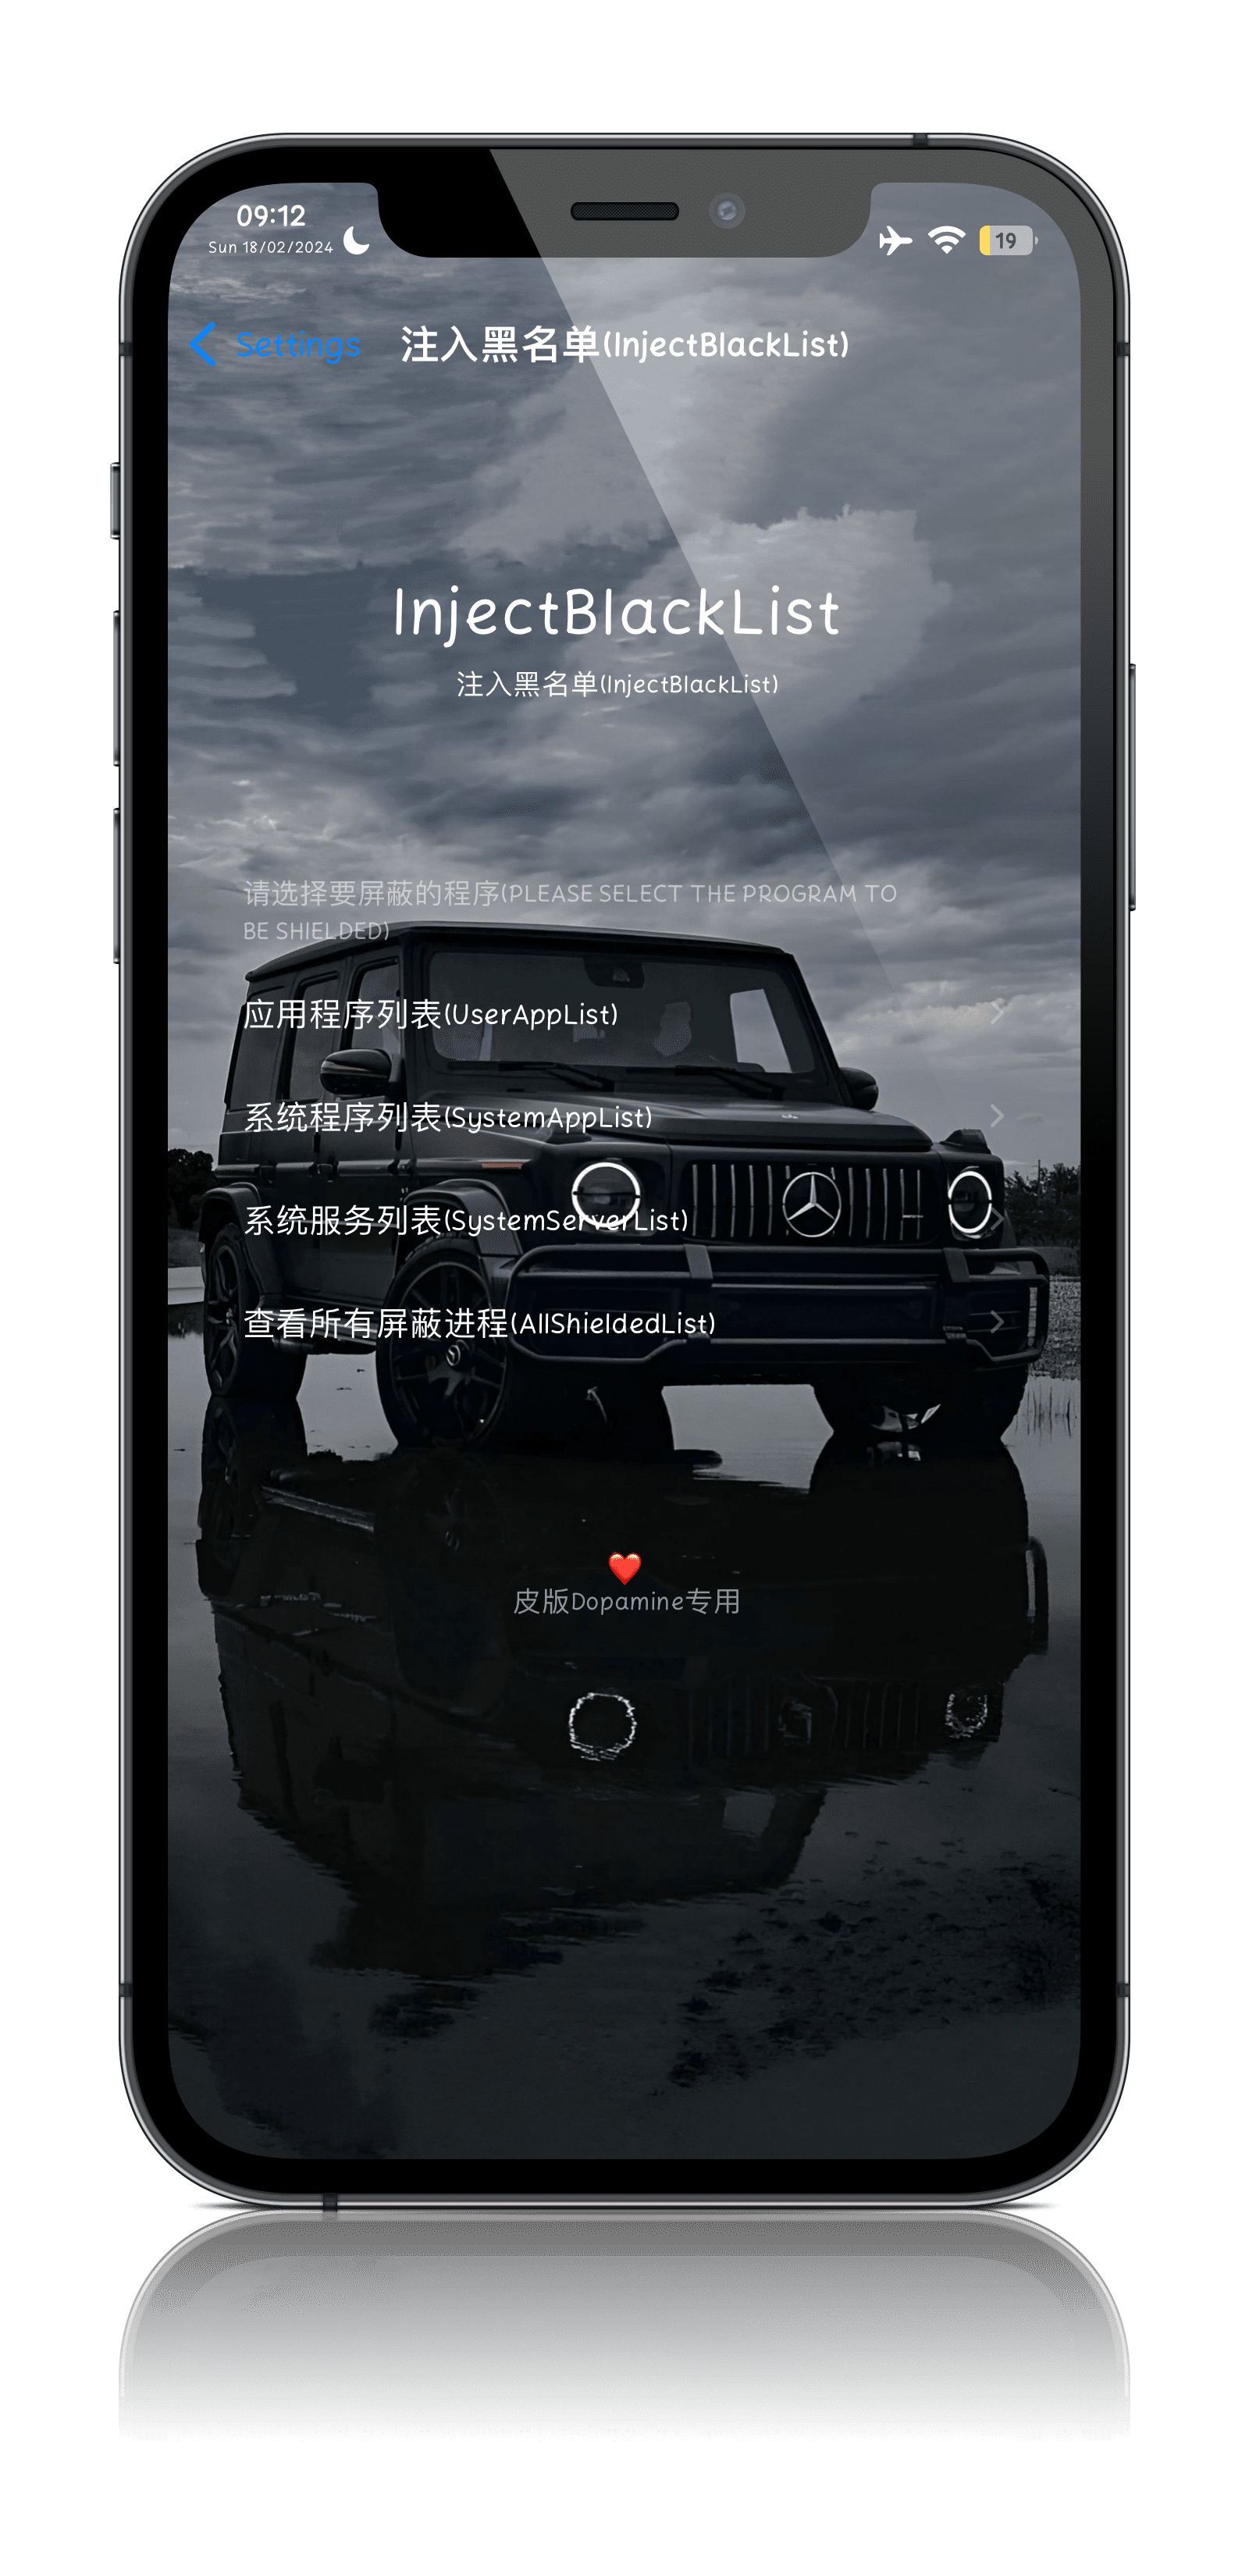 09:12
Sun 18/02/2024
19
Settings
注入黑名单(InjectBlackList)
InjectBlackList
注入黑名单(InjectBlackList)
请选择要屏蔽的程序(PLEASE SELECT THE PROGRAM TO
BE SHIELDED)
应用程序列表(UserAppList)
系统程序列表(SystemAppList)
系统服务列表(SystemServerList)
查看所有屏蔽进程(AllShieldedList)
皮版Dopamine专用